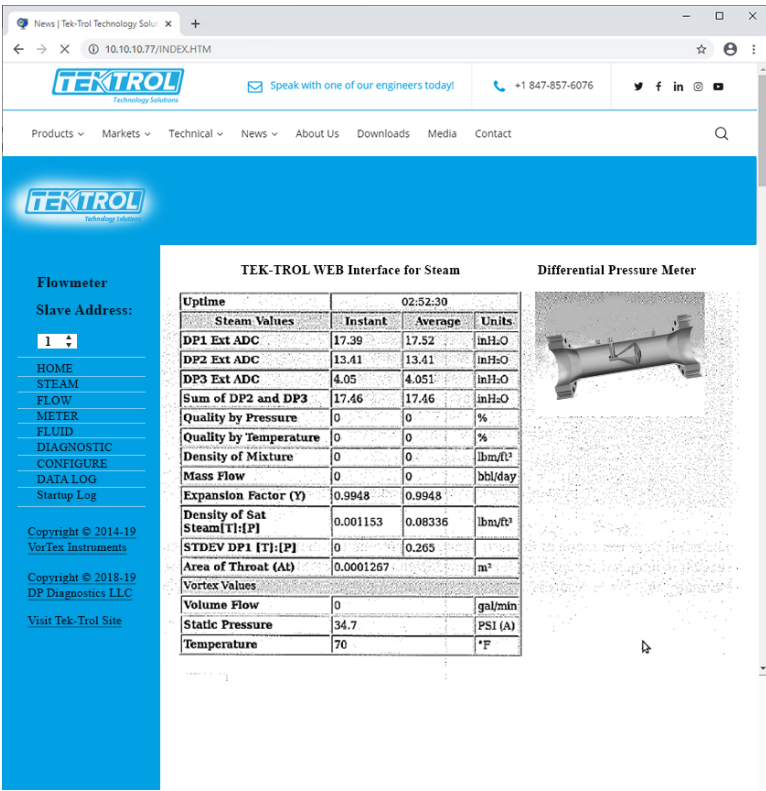 News | Tek-Trol Technology Solut
10.10.10.77/INDEX.HTM
TEKTROL
Technology Solutions
Speak with one of our engineers today!
+1 847-857-6076
Products Markets Technical News About Us Downloads Media Contact
TEKTROL
Technology Solutions
Flowmeter
Slave Address:
1
HOME
STEAM
FLOW
METER
FLUID
DIAGNOSTIC
CONFIGURE
DATA LOG
Startup Log
Copyright © 2014-19
VorTex Instruments
Copyright © 2018-19
DP Diagnostics LLC
Visit Tek-Trol Site
TEK-TROL WEB Interface for Steam
Uptime 02:52:30
Steam Values Instant Average Units
DP1 Ext ADC 17.39 17.52 inH₂O
DP2 Ext ADC 13.41 13.41 inH₂O
DP3 Ext ADC 4.05 4.051 inH₂O
Sum of DP2 and DP3 17.46 17.46 inH₂O
Quality by Pressure 0 0 %
Quality by Temperature 0 0 %
Density of Mixture 0 0 lbm/ft³
Mass Flow 0 0 bbl/day
Expansion Factor (Y) 0.9948 0.9948
Density of Sat
Steam[T]:[P] 0.001153 0.08336 lbm/ft³
STDEV DP1 [T]:[P] 0 0.265
Area of Throat (At) 0.0001267 m²
Vortex Values
Volume Flow 0 gal/min
Static Pressure 34.7 PSI (A)
Temperature 70 °F
Differential Pressure Meter